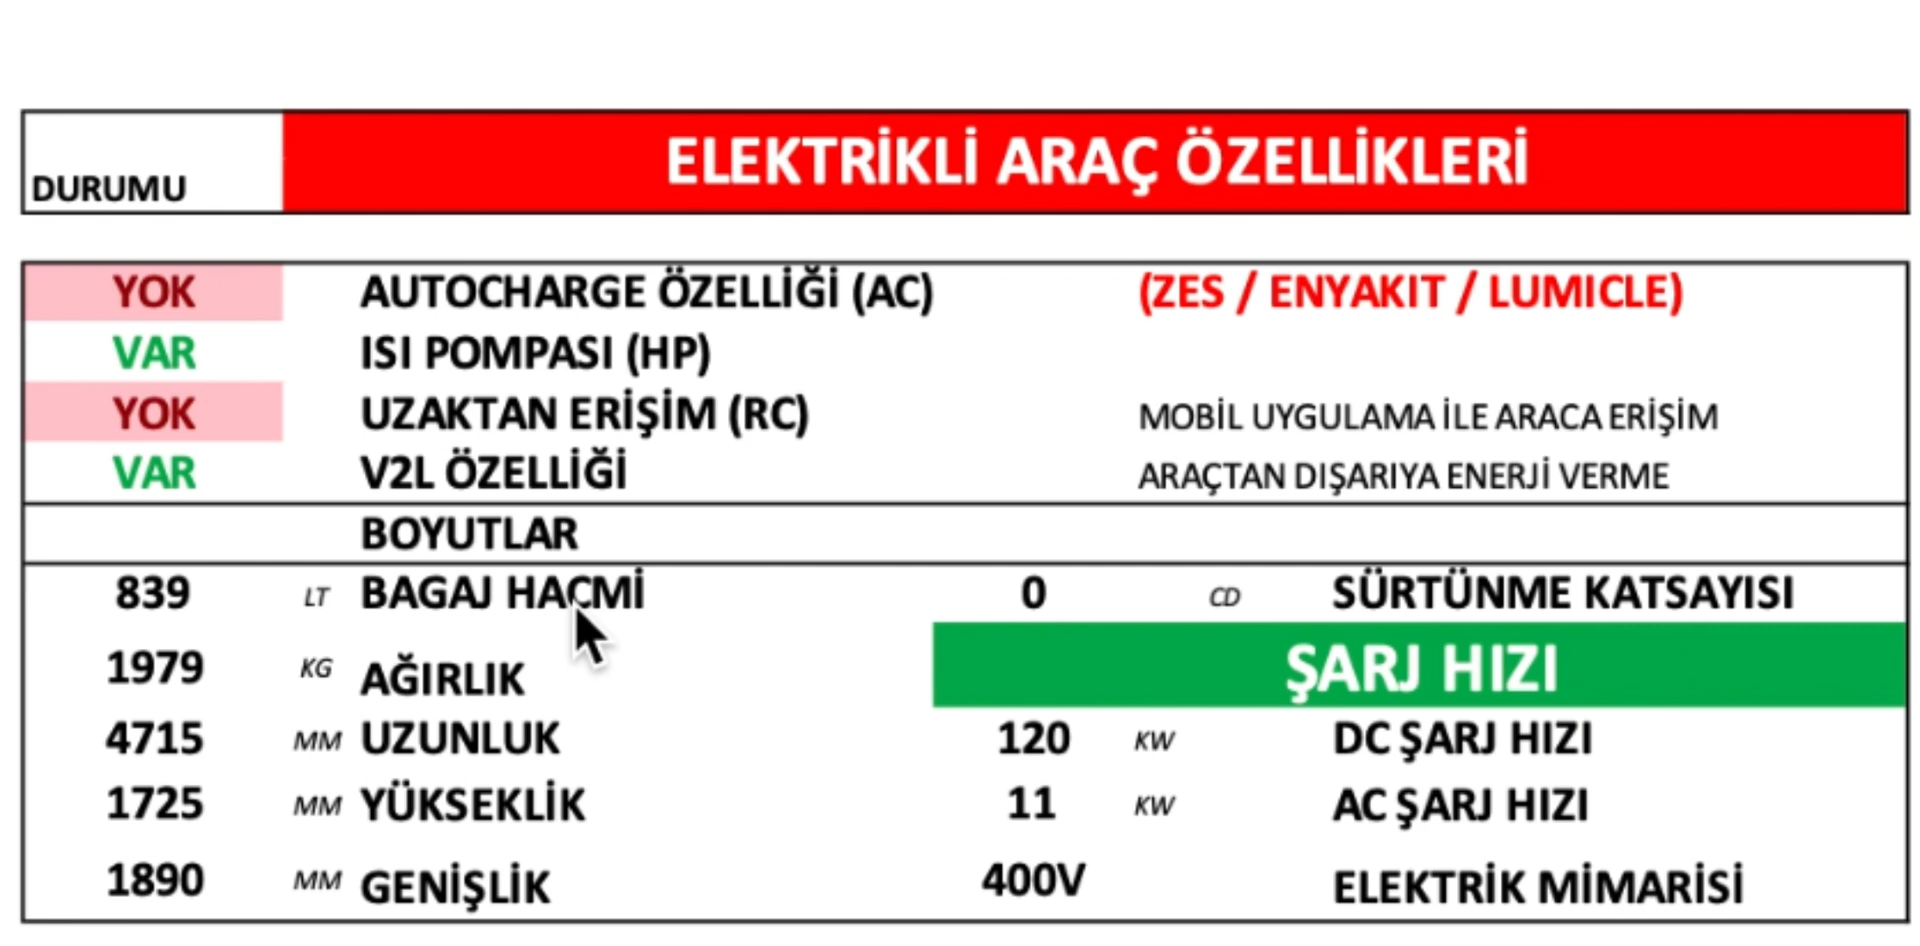 DURUMU ELEKTRİKLİ ARAÇ ÖZELLİKLERİ
YOK AUTOCHARGE ÖZELLİĞİ (AC) (ZES / ENYAKIT / LUMICLE)
VAR ISI POMPASI (HP)
YOK UZAKTAN ERİŞİM (RC) MOBİL UYGULAMA İLE ARACA ERİŞİM
VAR V2L ÖZELLİĞİ ARAÇTAN DIŞARIYA ENERJİ VERME
BOYUTLAR
839 LT BAGAJ HACMİ 0 CD SÜRTÜNME KATSAYISI
1979 KG AĞIRLIK ŞARJ HIZI
4715 MM UZUNLUK 120 KW DC ŞARJ HIZI
1725 MM YÜKSEKLİK 11 KW AC ŞARJ HIZI
1890 MM GENİŞLİK 400V ELEKTRİK MİMARİSİ